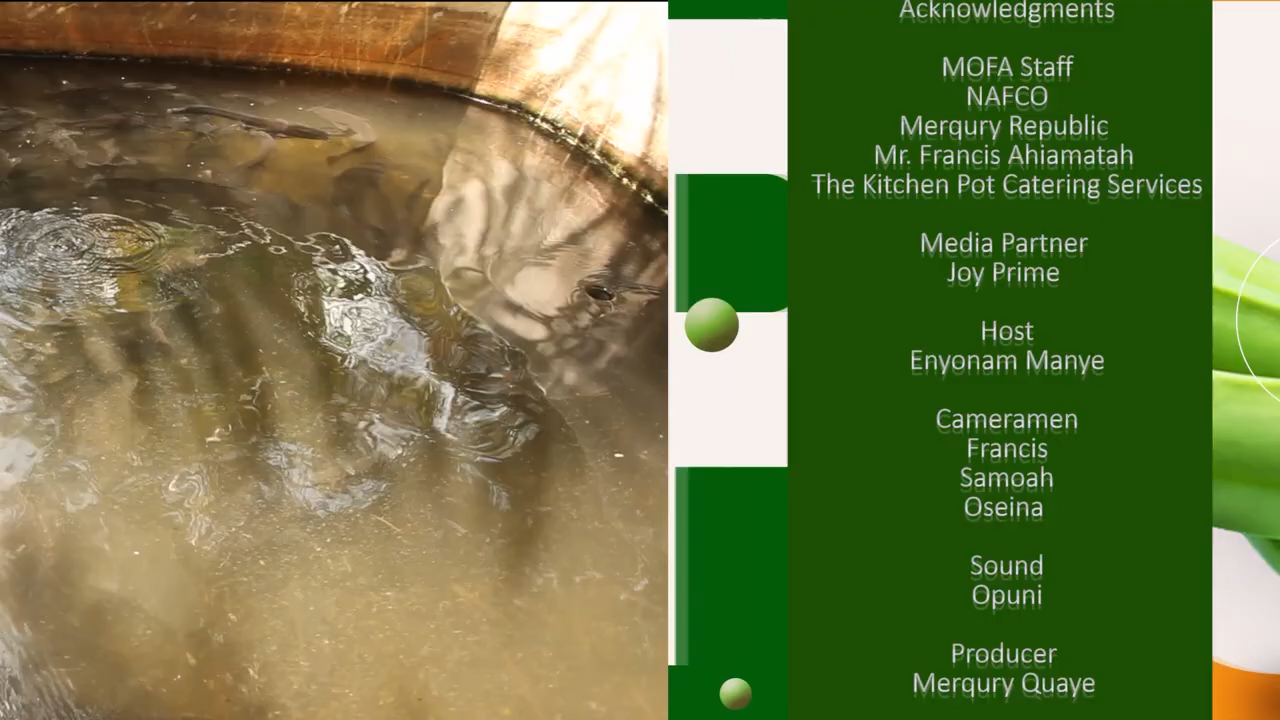 Acknowledgments
MOFA Staff
NAFCO
Merqury Republic
Mr. Francis Ahiamatah
The Kitchen Pot Catering Services
Media Partner
Joy Prime
Host
Enyonam Manye
Cameramen
Francis
Samoah
Oseina
Sound
Opuni
Producer
Merqury Quaye